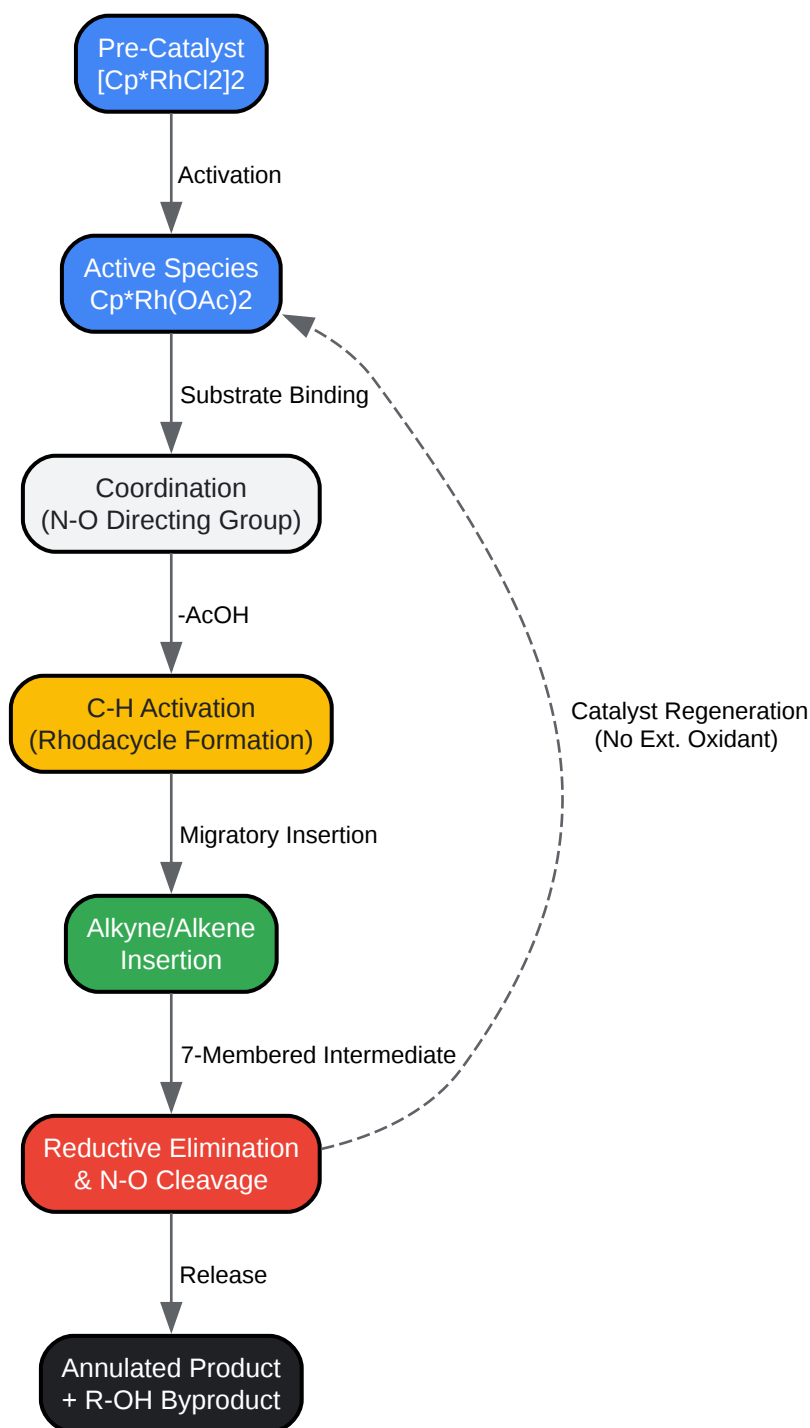 Pre-Catalyst
[Cp*RhCl2]2
Activation
Active Species
Cp*Rh(OAc)2
Substrate Binding
Coordination
(N-O Directing Group)
-AcOH
C-H Activation
(Rhodacycle Formation)
Catalyst Regeneration
(No Ext. Oxidant)
Migratory Insertion
Alkyne/Alkene
Insertion
7-Membered Intermediate
Reductive Elimination
& N-O Cleavage
Release
Annulated Product
+ R-OH Byproduct